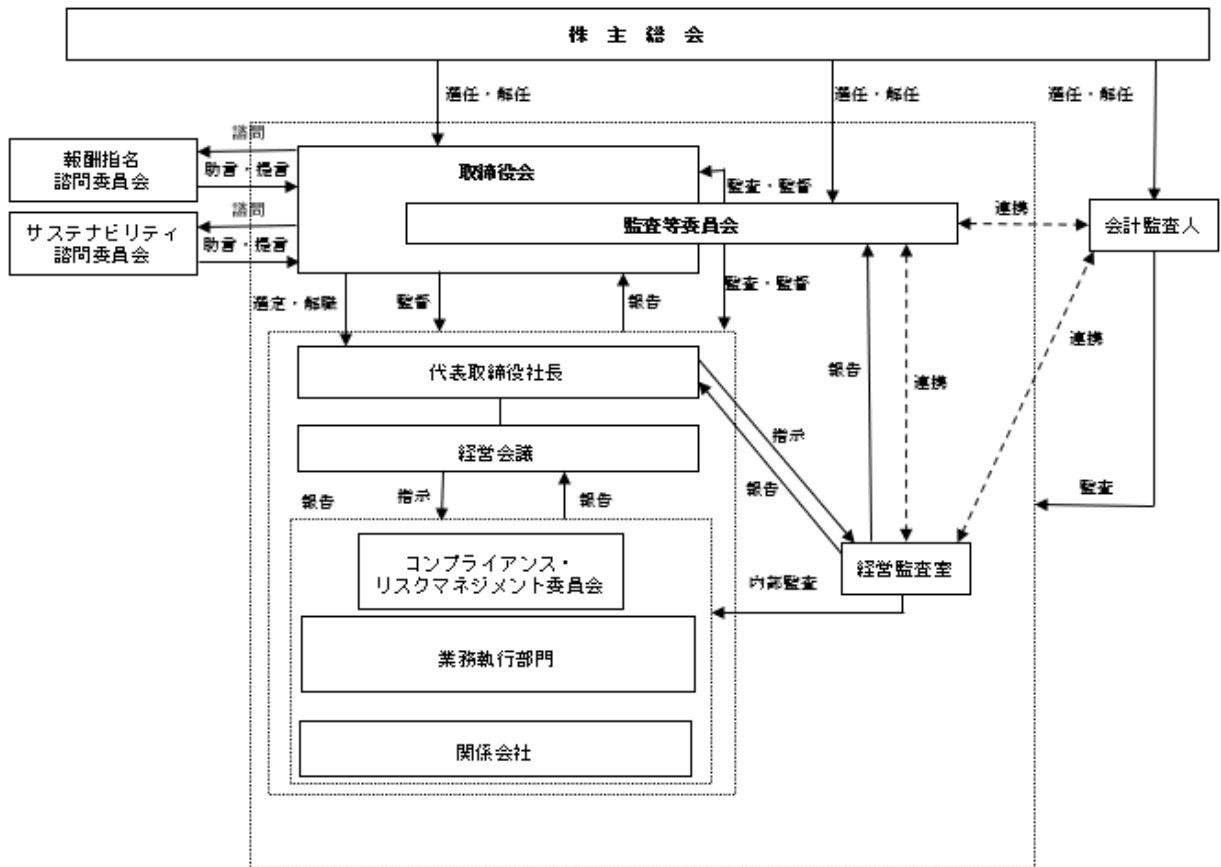 株 主 総 会
選任・解任
選任・解任
選任・解任
諮問
報酬指名
諮問委員会
助言・提言
取締役会
監査・監督
諮問
サステナビリティ
諮問委員会
助言・提言
監査等委員会
連携
会計監査人
選定・解職
監督
報告
監査・監督
連携
代表取締役社長
報告
連携
経営会議
指示
報告
指示
報告
報告
監査
コンプライアンス・
リスクマネジメント委員会
経営監査室
内部監査
業務執行部門
関係会社